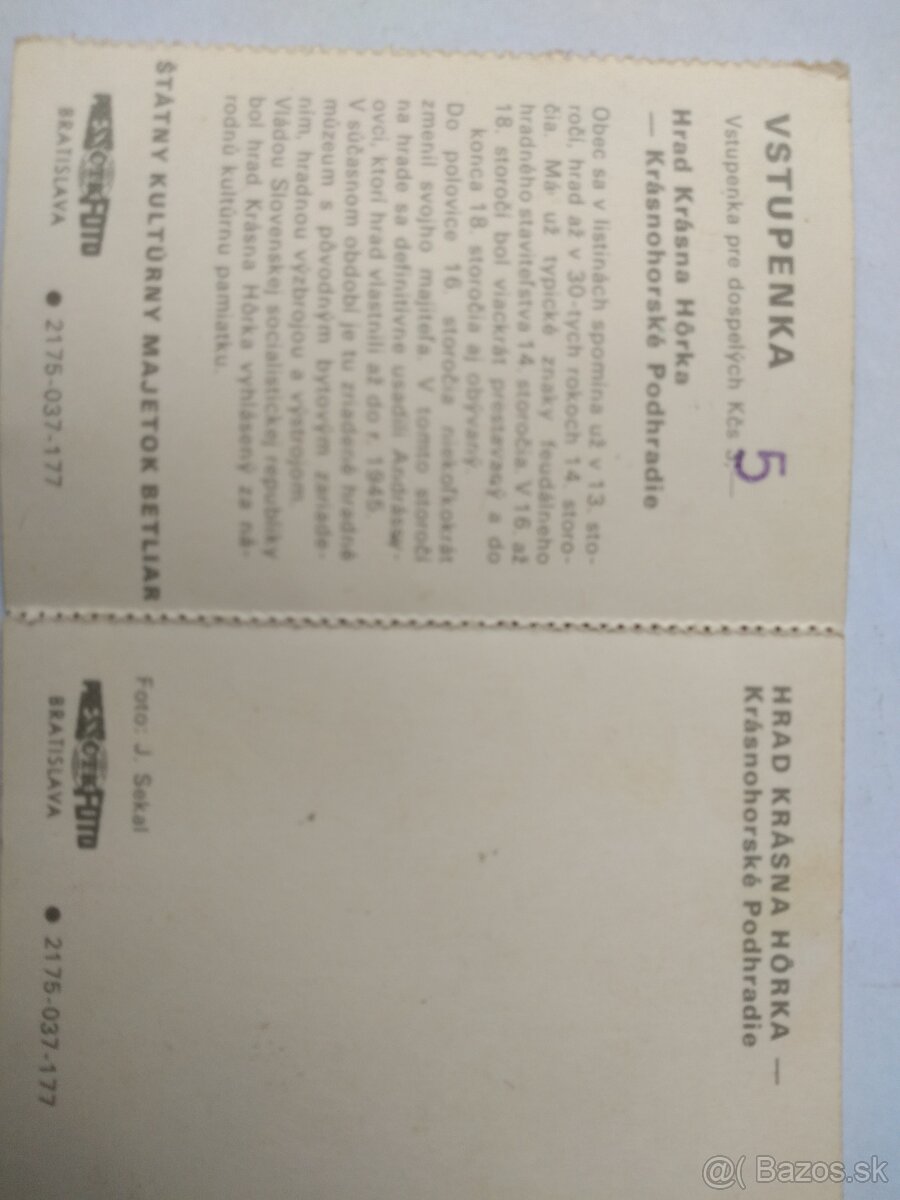 VSTUPENKA
Vstupenka pre dospelých Kčs 5
Hrad Krásna Hôrka
— Krásnohorské Podhradie
Obec sa v listinách spomína už v 13. sto-
ročí, hrad až v 30-tych rokoch 14. storo-
čia. Má už typické znaky feudálneho
hradného staviteľstva 14. storočia. V 16. až
18. storočí bol viackrát prestavaný a do
konca 18. storočia aj obývaný.
Do polovice 16. storočia niekoľkokrát
zmenil svojho majiteľa. V tomto storočí
na hrade sa definitívne usadili Andrássy-
ovci, ktorí hrad vlastnili až do r. 1945.
V súčasnom období je tu zriadené hradné
múzeum s pôvodným bytovým zariade-
ním, hradnou výzbrojou a výstrojom.
Vládou Slovenskej socialistickej republiky
bol hrad Krásna Hôrka vyhlásený za ná-
rodnú kultúrnu pamiatku.
ŠTÁTNY KULTÚRNY MAJETOK BETLIAR
PRESSFOTO
ČTK
BRATISLAVA
● 2175-037-177
HRAD KRÁSNA HÔRKA —
Krásnohorské Podhradie
Foto: J. Sekal
PRESSFOTO
ČTK
BRATISLAVA
● 2175-037-177
@( Bazos.sk